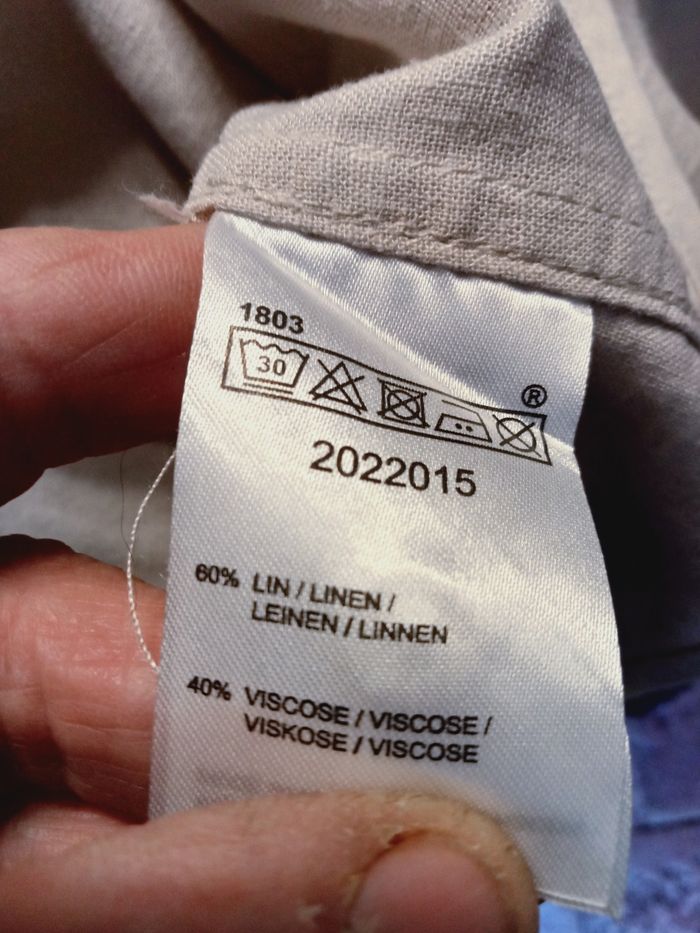 1803
30
®
2022015
60% LIN / LINEN /
LEINEN / LINNEN
40% VISCOSE / VISCOSE /
VISKOSE / VISCOSE